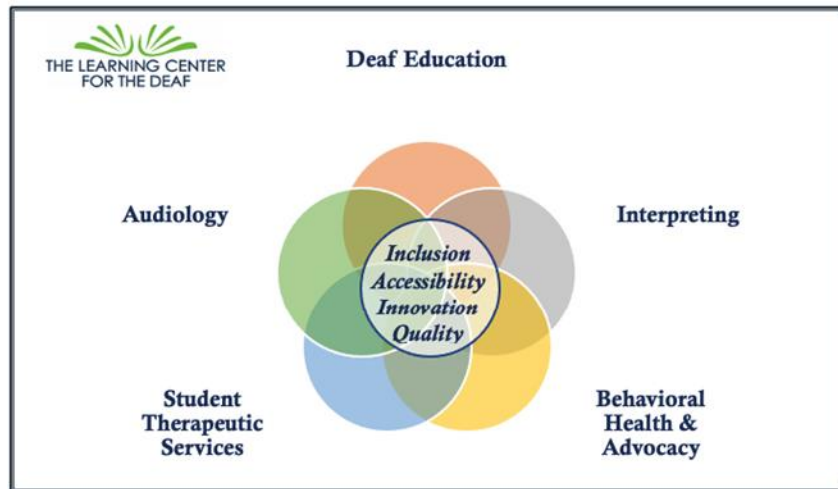 THE LEARNING CENTER
FOR THE DEAF
Deaf Education
Audiology
Interpreting
Inclusion
Accessibility
Innovation
Quality
Student
Therapeutic
Services
Behavioral
Health &
Advocacy